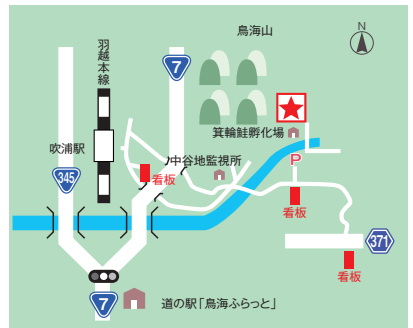 鳥海山
N
羽越本線
7
箕輪鮭孵化場
吹浦駅
中谷地監視所
P
345
看板
看板
371
看板
7
道の駅「鳥海ふらっと」